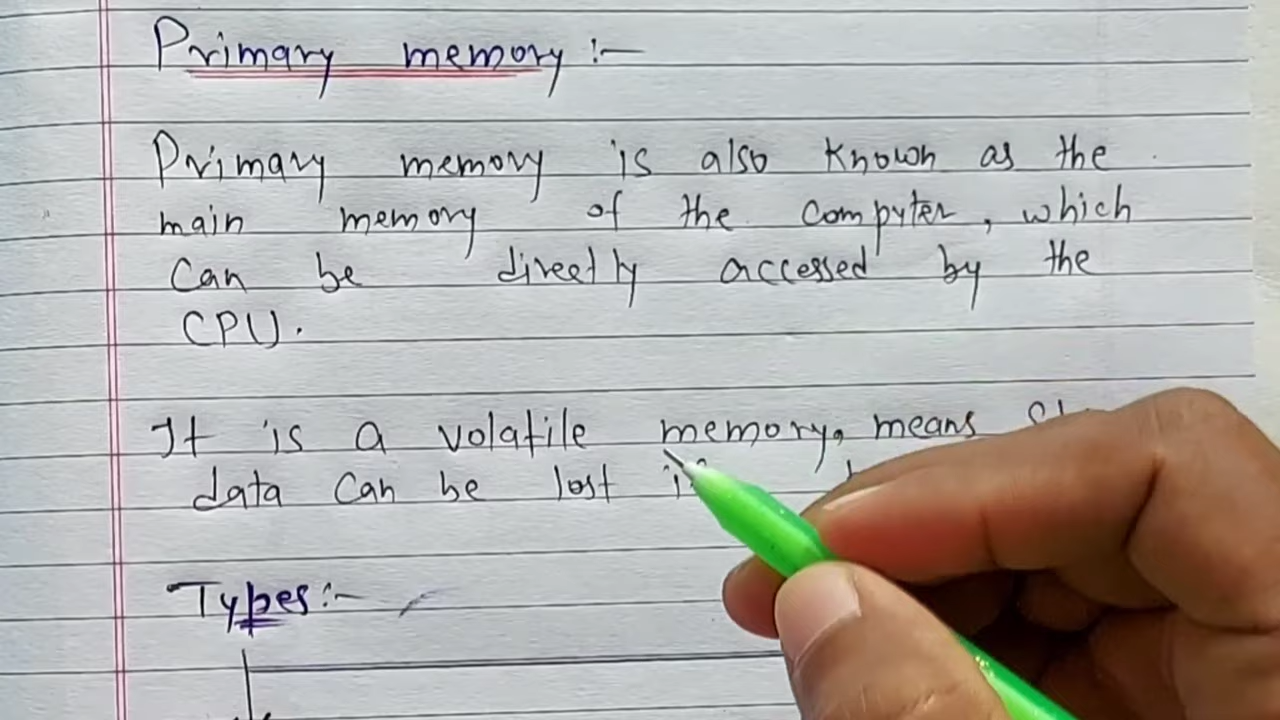 Primary memory :-
Primary memory is also known as the
main memory of the computer, which
can be directly accessed by the
CPU.
It is a volatile memory, means
data can be lost
Types:-